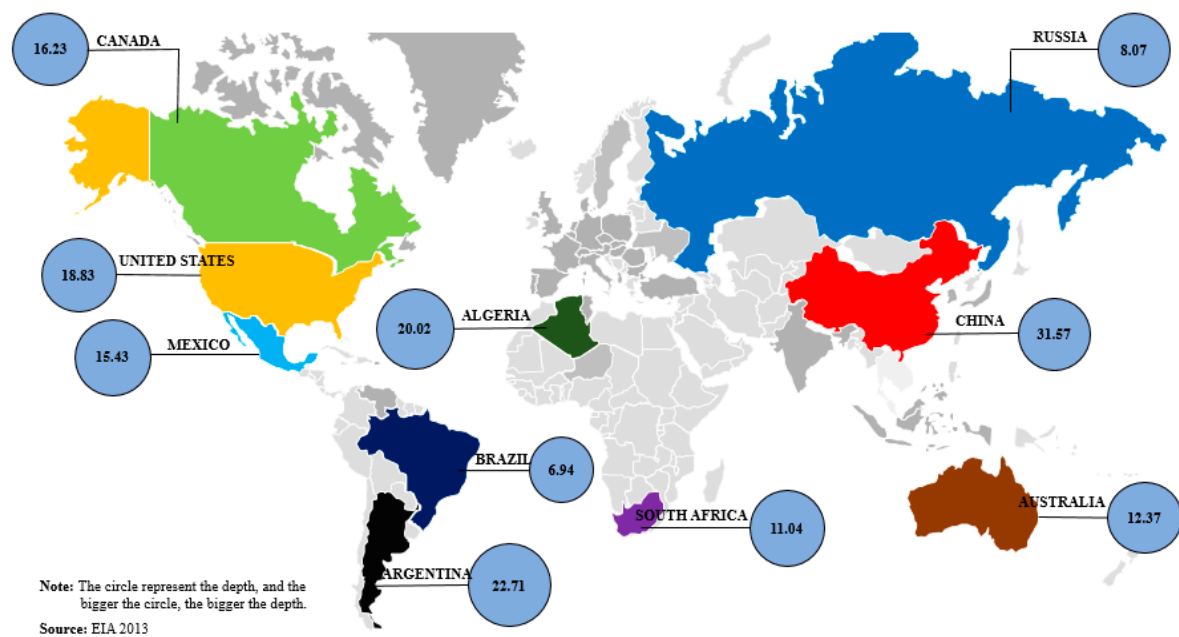 16.23
CANADA
RUSSIA
8.07
UNITED STATES
18.83
ALGERIA
20.02
CHINA
31.57
MEXICO
15.43
BRAZIL
6.94
SOUTH AFRICA
11.04
AUSTRALIA
12.37
ARGENTINA
22.71
Note: The circle represent the depth, and the
bigger the circle, the bigger the depth.
Source: EIA 2013